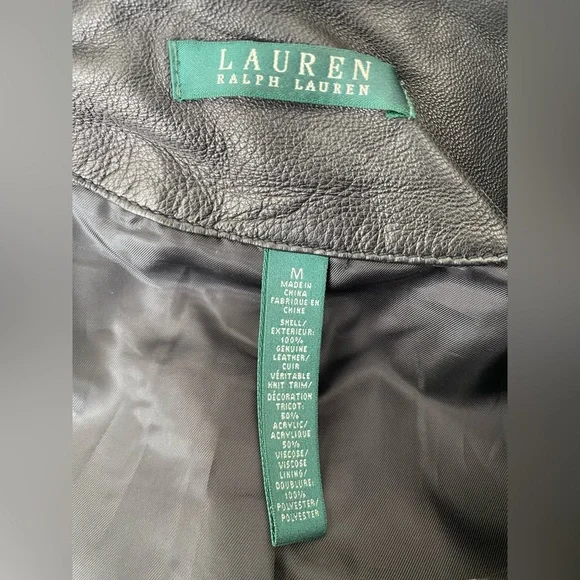 LAUREN
RALPH LAUREN
M
MADE IN
CHINA
FABRIQUE EN
CHINE
SHELL/
EXTERIEUR:
100%
GENUINE
LEATHER/
CUIR
VÉRITABLE
KNIT TRIM/
DÉCORATION
TRICOT:
50%
ACRYLIC/
ACRYLIQUE
50%
VISCOSE/
VISCOSE
LINING/
DOUBLURE:
100%
POLYESTER/
POLYESTER